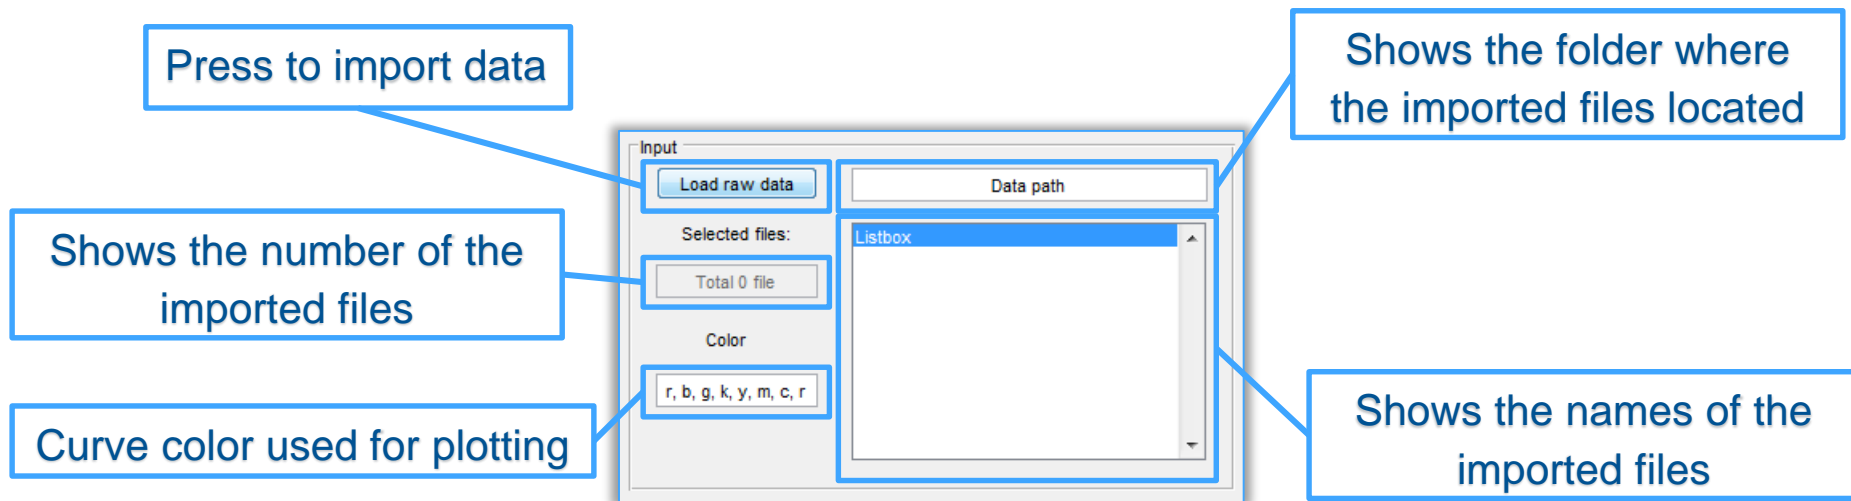 Press to import data
Shows the folder where
the imported files located
Input
Load raw data
Data path
Shows the number of the
imported files
Selected files:
Listbox
Total 0 file
Color
r, b, g, k, y, m, c, r
Curve color used for plotting
Shows the names of the
imported files